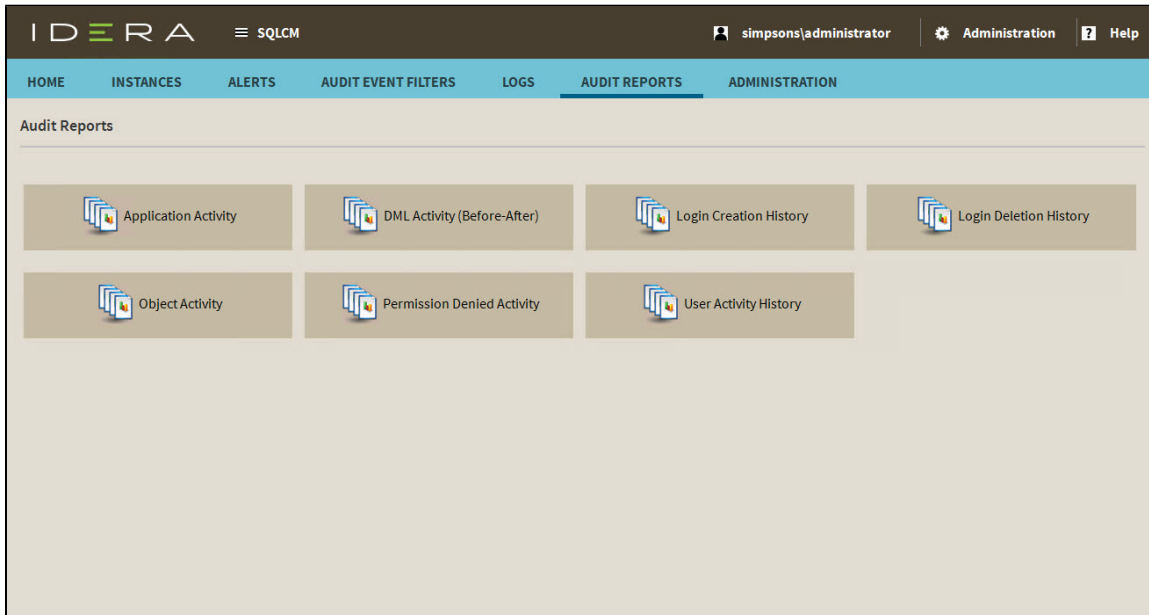 IDERA SQLCM simpsons\administrator Administration ? Help
HOME INSTANCES ALERTS AUDIT EVENT FILTERS LOGS AUDIT REPORTS ADMINISTRATION
Audit Reports
Application Activity DML Activity (Before-After) Login Creation History Login Deletion History
Object Activity Permission Denied Activity User Activity History